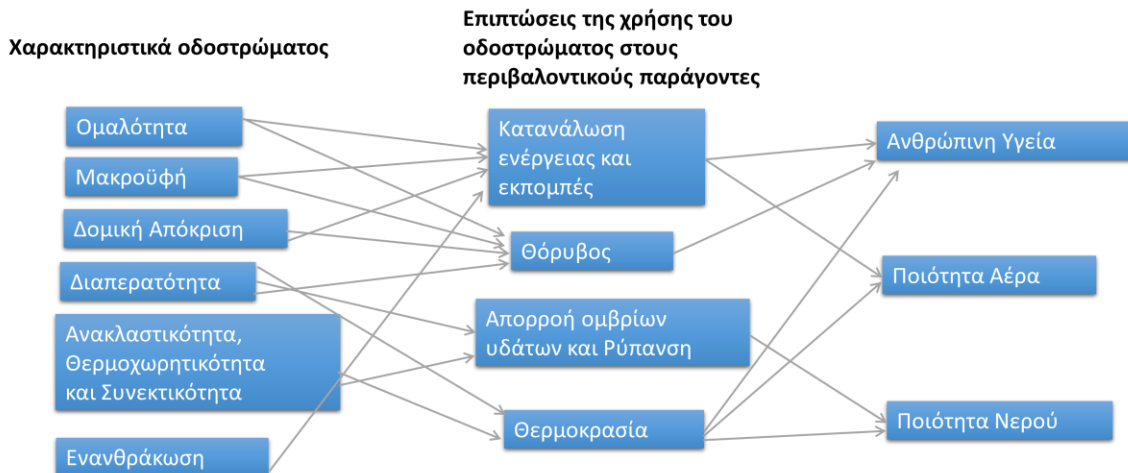 Χαρακτηριστικά οδοστρώματος
Επιπτώσεις της χρήσης του
οδοστρώματος στους
περιβαλοντικούς παράγοντες
Ομαλότητα
Μακροϋφή
Δομική Απόκριση
Διαπερατότητα
Ανακλαστικότητα,
Θερμοχωρητικότητα
και Συνεκτικότητα
Ενανθράκωση
Κατανάλωση
ενέργειας και
εκπομπές
Θόρυβος
Απορροή ομβρίων
υδάτων και Ρύπανση
Θερμοκρασία
Ανθρώπινη Υγεία
Ποιότητα Αέρα
Ποιότητα Νερού